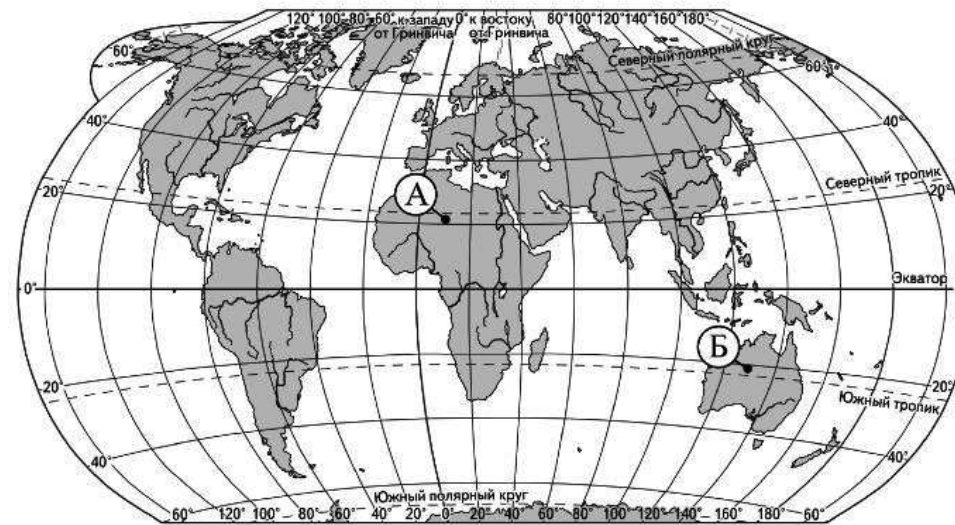 120° 100° 80° 60° к западу 0° к востоку 80° 100° 120° 140° 160° 180°
от Гринвича от Гринвича
60° Северный полярный круг 60°
40° 40°
А
20° Северный тропик 20°
0° Экватор
Б
20° 20°
Южный тропик
40° 40°
Южный полярный круг
60° 120° 100° 80° 60° 40° 20° 0° 20° 40° 60° 80° 100° 120° 140° 160° 60°